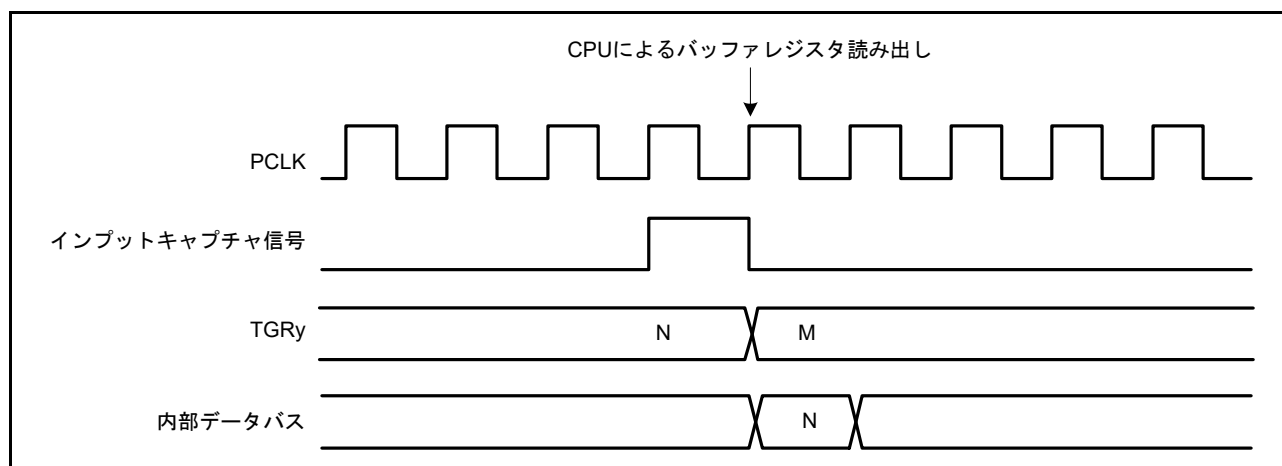 CPUによるバッファレジスタ読み出し
PCLK
インプットキャプチャ信号
TGRy
N
M
内部データバス
N